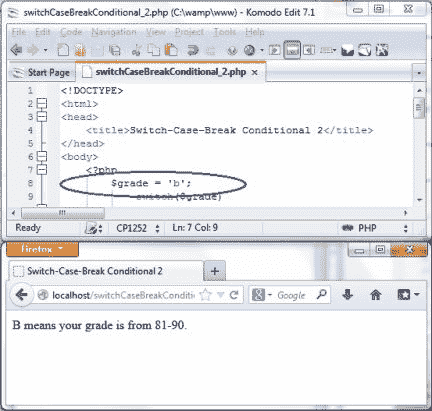 switchCaseBreakConditional_2.php (C:\wamp\www) - Komodo Edit 7.1
File Edit Code Navigation View Project Tools Help
Start Page switchCaseBreakConditional_2.php
1 <!DOCTYPE>
2 <html>
3 <head>
4 <title>Switch-Case-Break Conditional 2</title>
5 </head>
6 <body>
7 <?php
8 $grade = 'b';
9 switch($grade)
Ready CP1252 Ln: 7 Col: 9 PHP
Firefox
Switch-Case-Break Conditional 2
localhost/switchCaseBreakConditi Google
B means your grade is from 81-90.